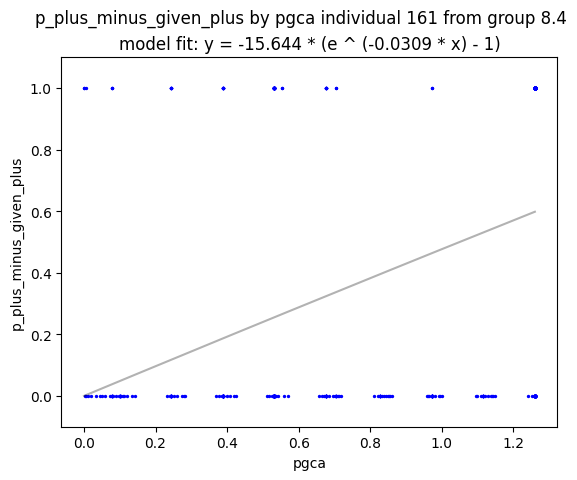 p_plus_minus_given_plus by pgca individual 161 from group 8.4
model fit: y = -15.644 * (e ^ (-0.0309 * x) - 1)
p_plus_minus_given_plus
1.0
0.8
0.6
0.4
0.2
0.0
0.0 0.2 0.4 0.6 0.8 1.0 1.2
pgca